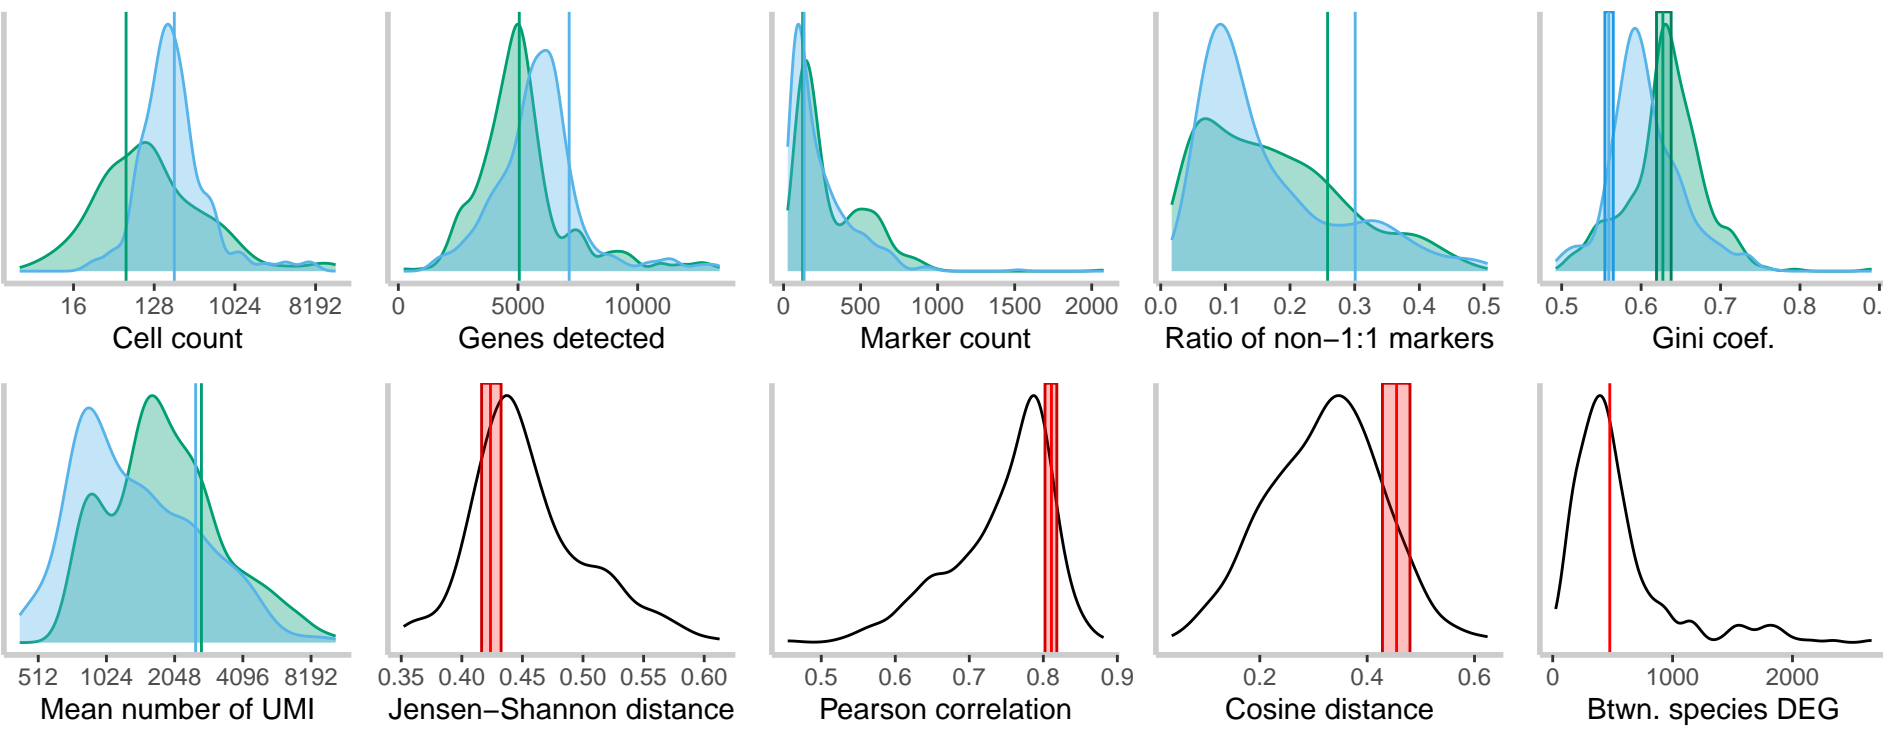 16 128 1024 8192
Cell count
0 5000 10000
Genes detected
0 500 1000 1500 2000
Marker count
0.0 0.1 0.2 0.3 0.4 0.5
Ratio of non−1:1 markers
0.5 0.6 0.7 0.8 0.
Gini coef.
512 1024 2048 4096 8192
Mean number of UMI
0.35 0.40 0.45 0.50 0.55 0.60
Jensen−Shannon distance
0.5 0.6 0.7 0.8 0.9
Pearson correlation
0.2 0.4 0.6
Cosine distance
0 1000 2000
Btwn. species DEG